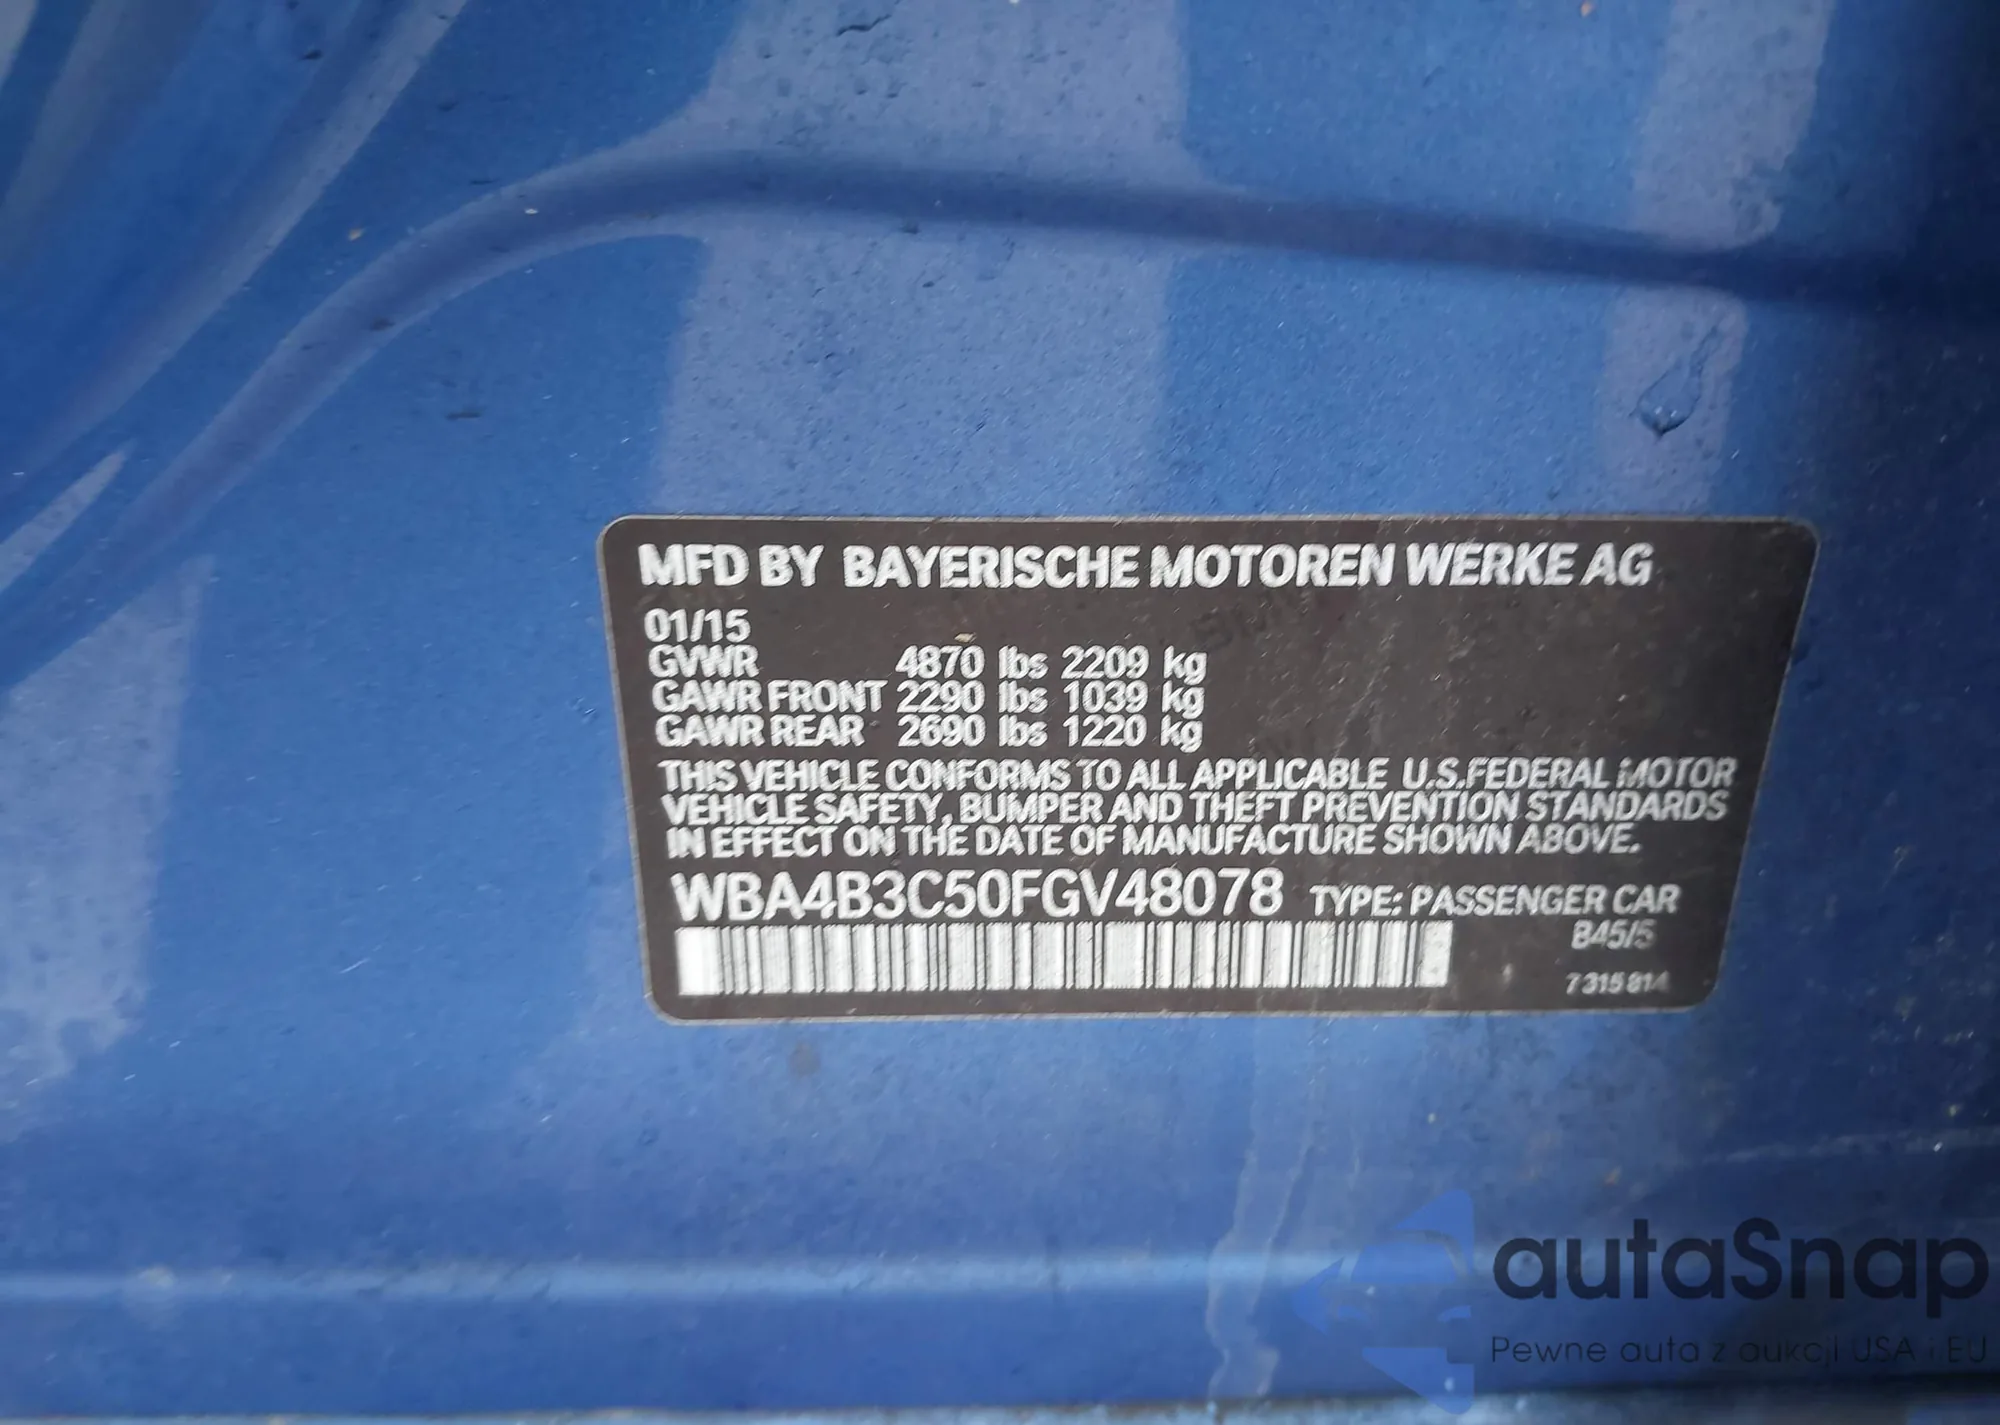 MFD BY BAYERISCHE MOTOREN WERKE AG
01/15
GVWR 4870 lbs 2209 kg
GAWR FRONT 2290 lbs 1039 kg
GAWR REAR 2690 lbs 1220 kg
THIS VEHICLE CONFORMS TO ALL APPLICABLE U.S.FEDERAL MOTOR
VEHICLE SAFETY, BUMPER AND THEFT PREVENTION STANDARDS
IN EFFECT ON THE DATE OF MANUFACTURE SHOWN ABOVE.
WBA4B3C50FGV48078 TYPE: PASSENGER CAR
B45/5
7 315 814
autaSnap
Pewne auta z aukcji USA i EU